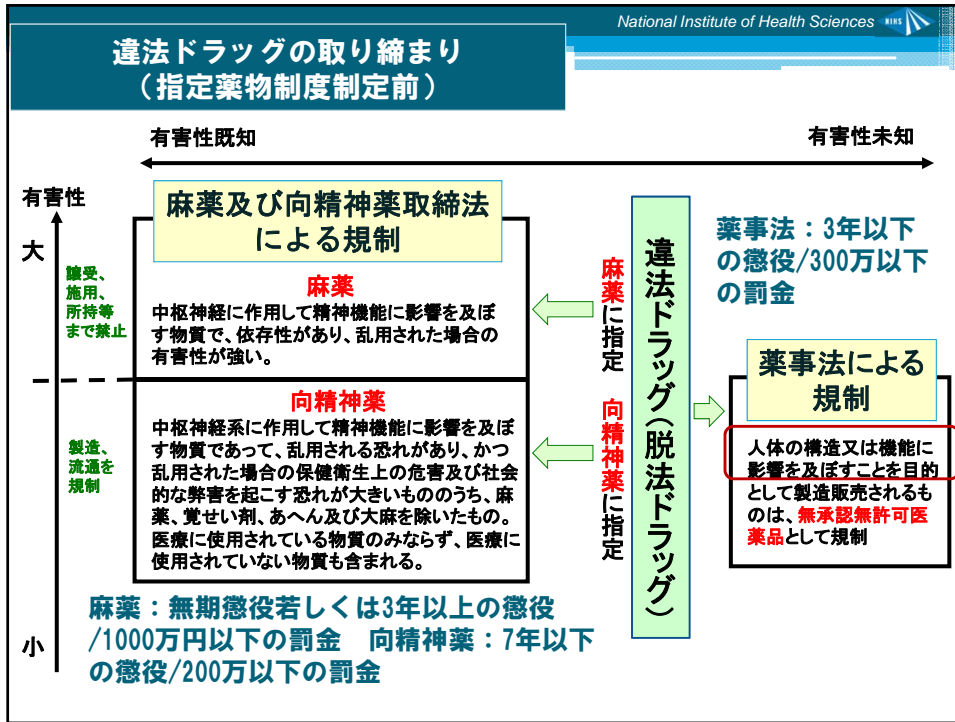 National Institute of Health Sciences
NIHS
違法ドラッグの取り締まり
（指定薬物制度制定前）
有害性既知
有害性未知
有害性
大
小
譲受、
施用、
所持等
まで禁止
製造、
流通を
規制
麻薬及び向精神薬取締法
による規制
麻薬
中枢神経に作用して精神機能に影響を及ぼ
す物質で、依存性があり、乱用された場合の
有害性が強い。
向精神薬
中枢神経系に作用して精神機能に影響を及ぼ
す物質であって、乱用される恐れがあり、かつ
乱用された場合の保健衛生上の危害及び社会
的な弊害を起こす恐れが大きいもののうち、麻
薬、覚せい剤、あへん及び大麻を除いたもの。
医療に使用されている物質のみならず、医療に
使用されていない物質も含まれる。
麻薬に指定
向精神薬に指定
違法ドラッグ（脱法ドラッグ）
薬事法：3年以下
の懲役/300万以下
の罰金
薬事法による
規制
人体の構造又は機能に
影響を及ぼすことを目的
として製造販売されるも
のは、無承認無許可医
薬品として規制
麻薬：無期懲役若しくは3年以上の懲役
/1000万円以下の罰金　向精神薬：7年以下
の懲役/200万以下の罰金